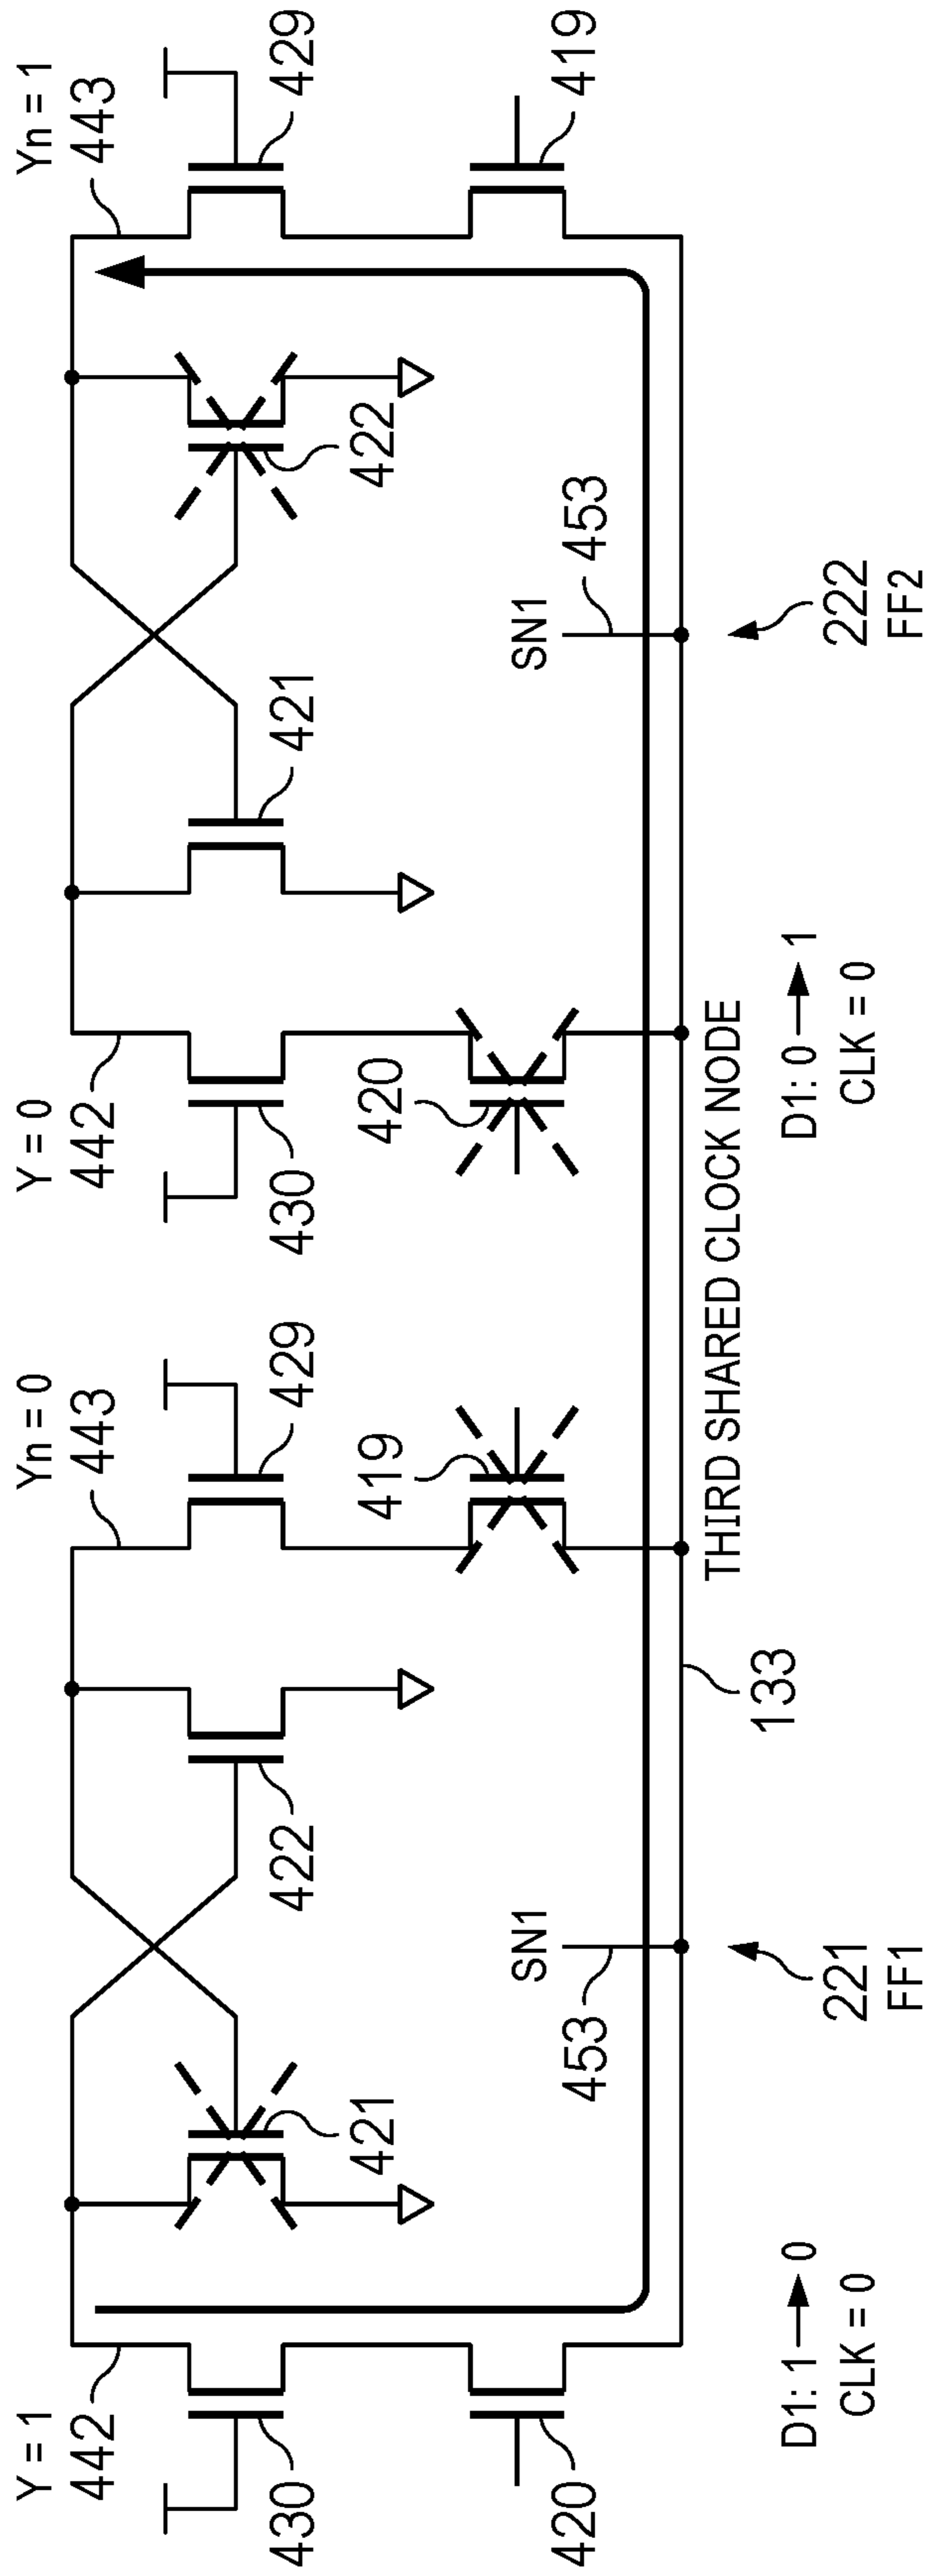 Y = 1
442
Yn = 0
443
Y = 0
442
Yn = 1
443
430
421
422
429
430
421
422
429
420
453
SN1
419
420
SN1
453
419
133
THIRD SHARED CLOCK NODE
D1: 1 → 0
CLK = 0
221
FF1
D1: 0 → 1
CLK = 0
222
FF2